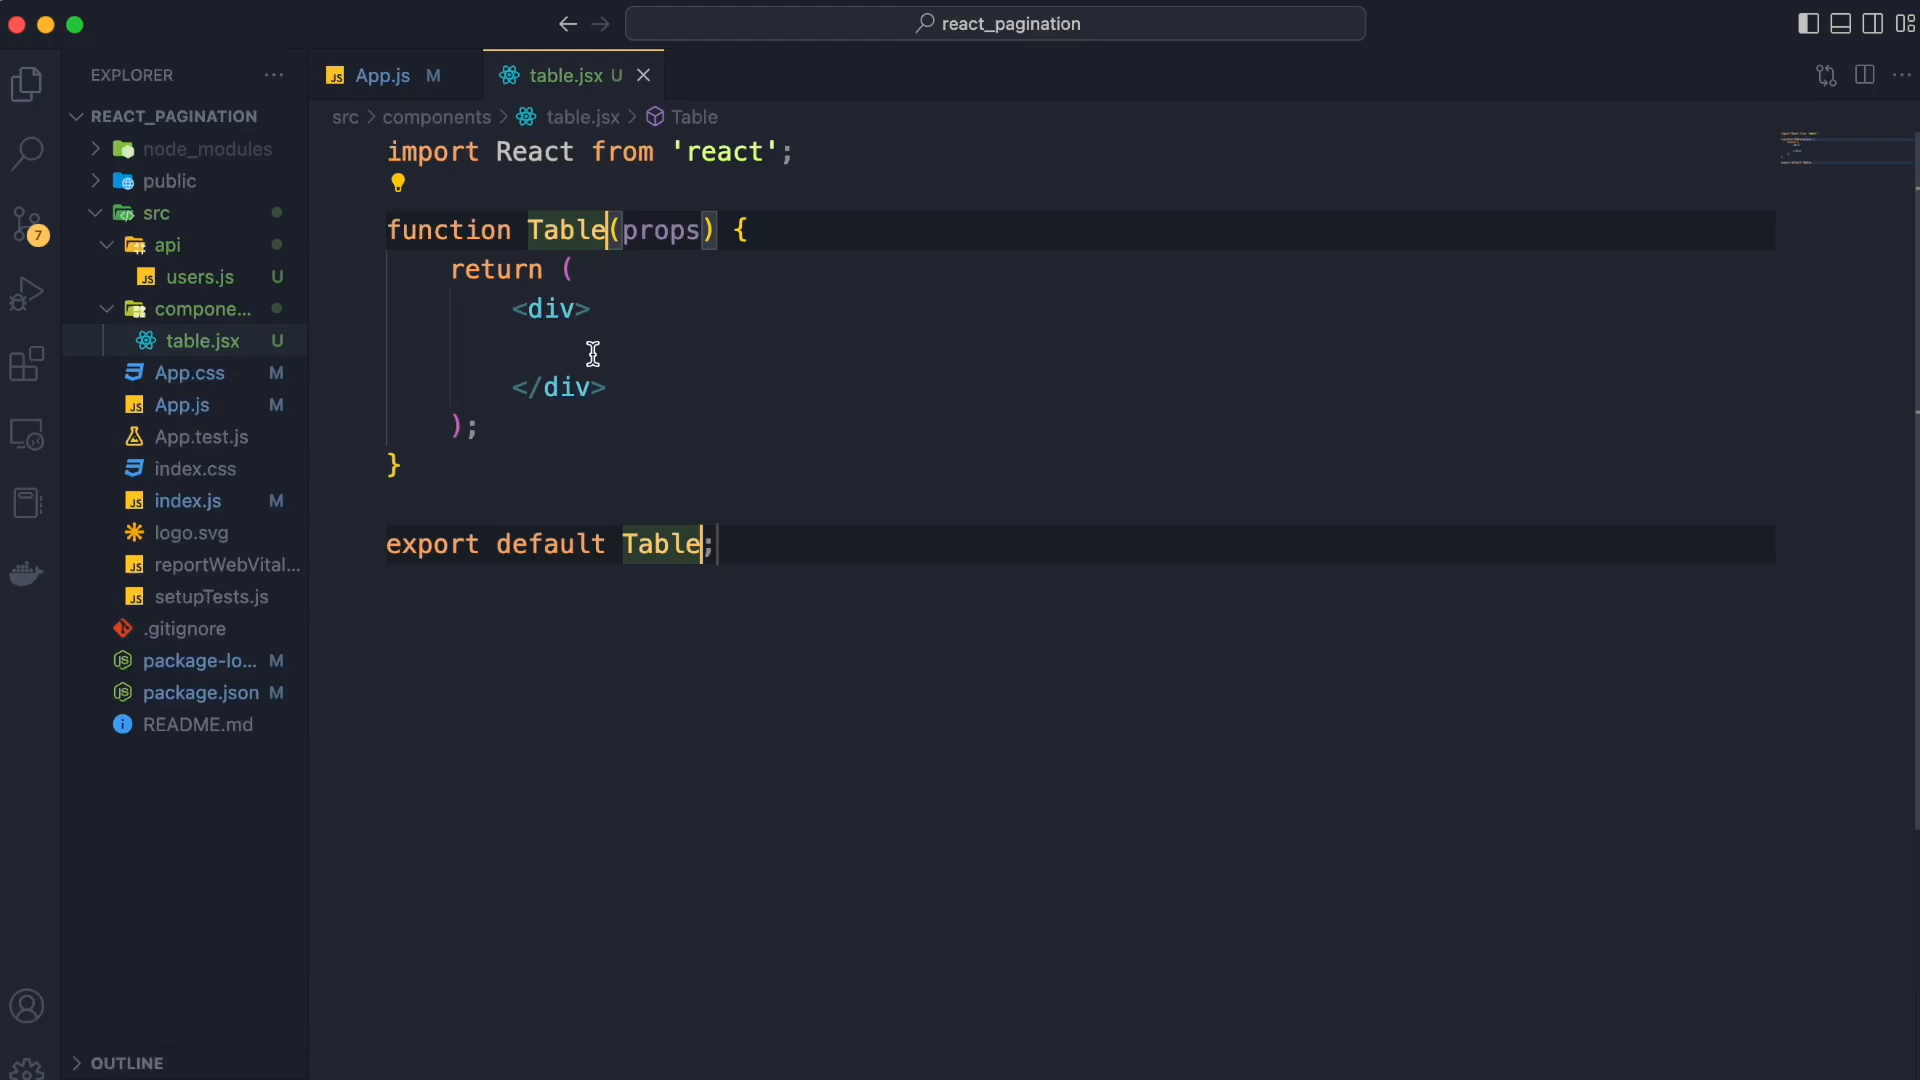 react_pagination
EXPLORER
REACT_PAGINATION
node_modules
public
src
api
users.js U
compone...
table.jsx U
App.css M
App.js M
App.test.js
index.css
index.js M
logo.svg
reportWebVital...
setupTests.js
.gitignore
package-lo... M
package.json M
README.md
OUTLINE
7
App.js M
table.jsx U
src > components > table.jsx > Table
import React from 'react';
function Table(props) {
return (
<div>
</div>
);
}
export default Table;